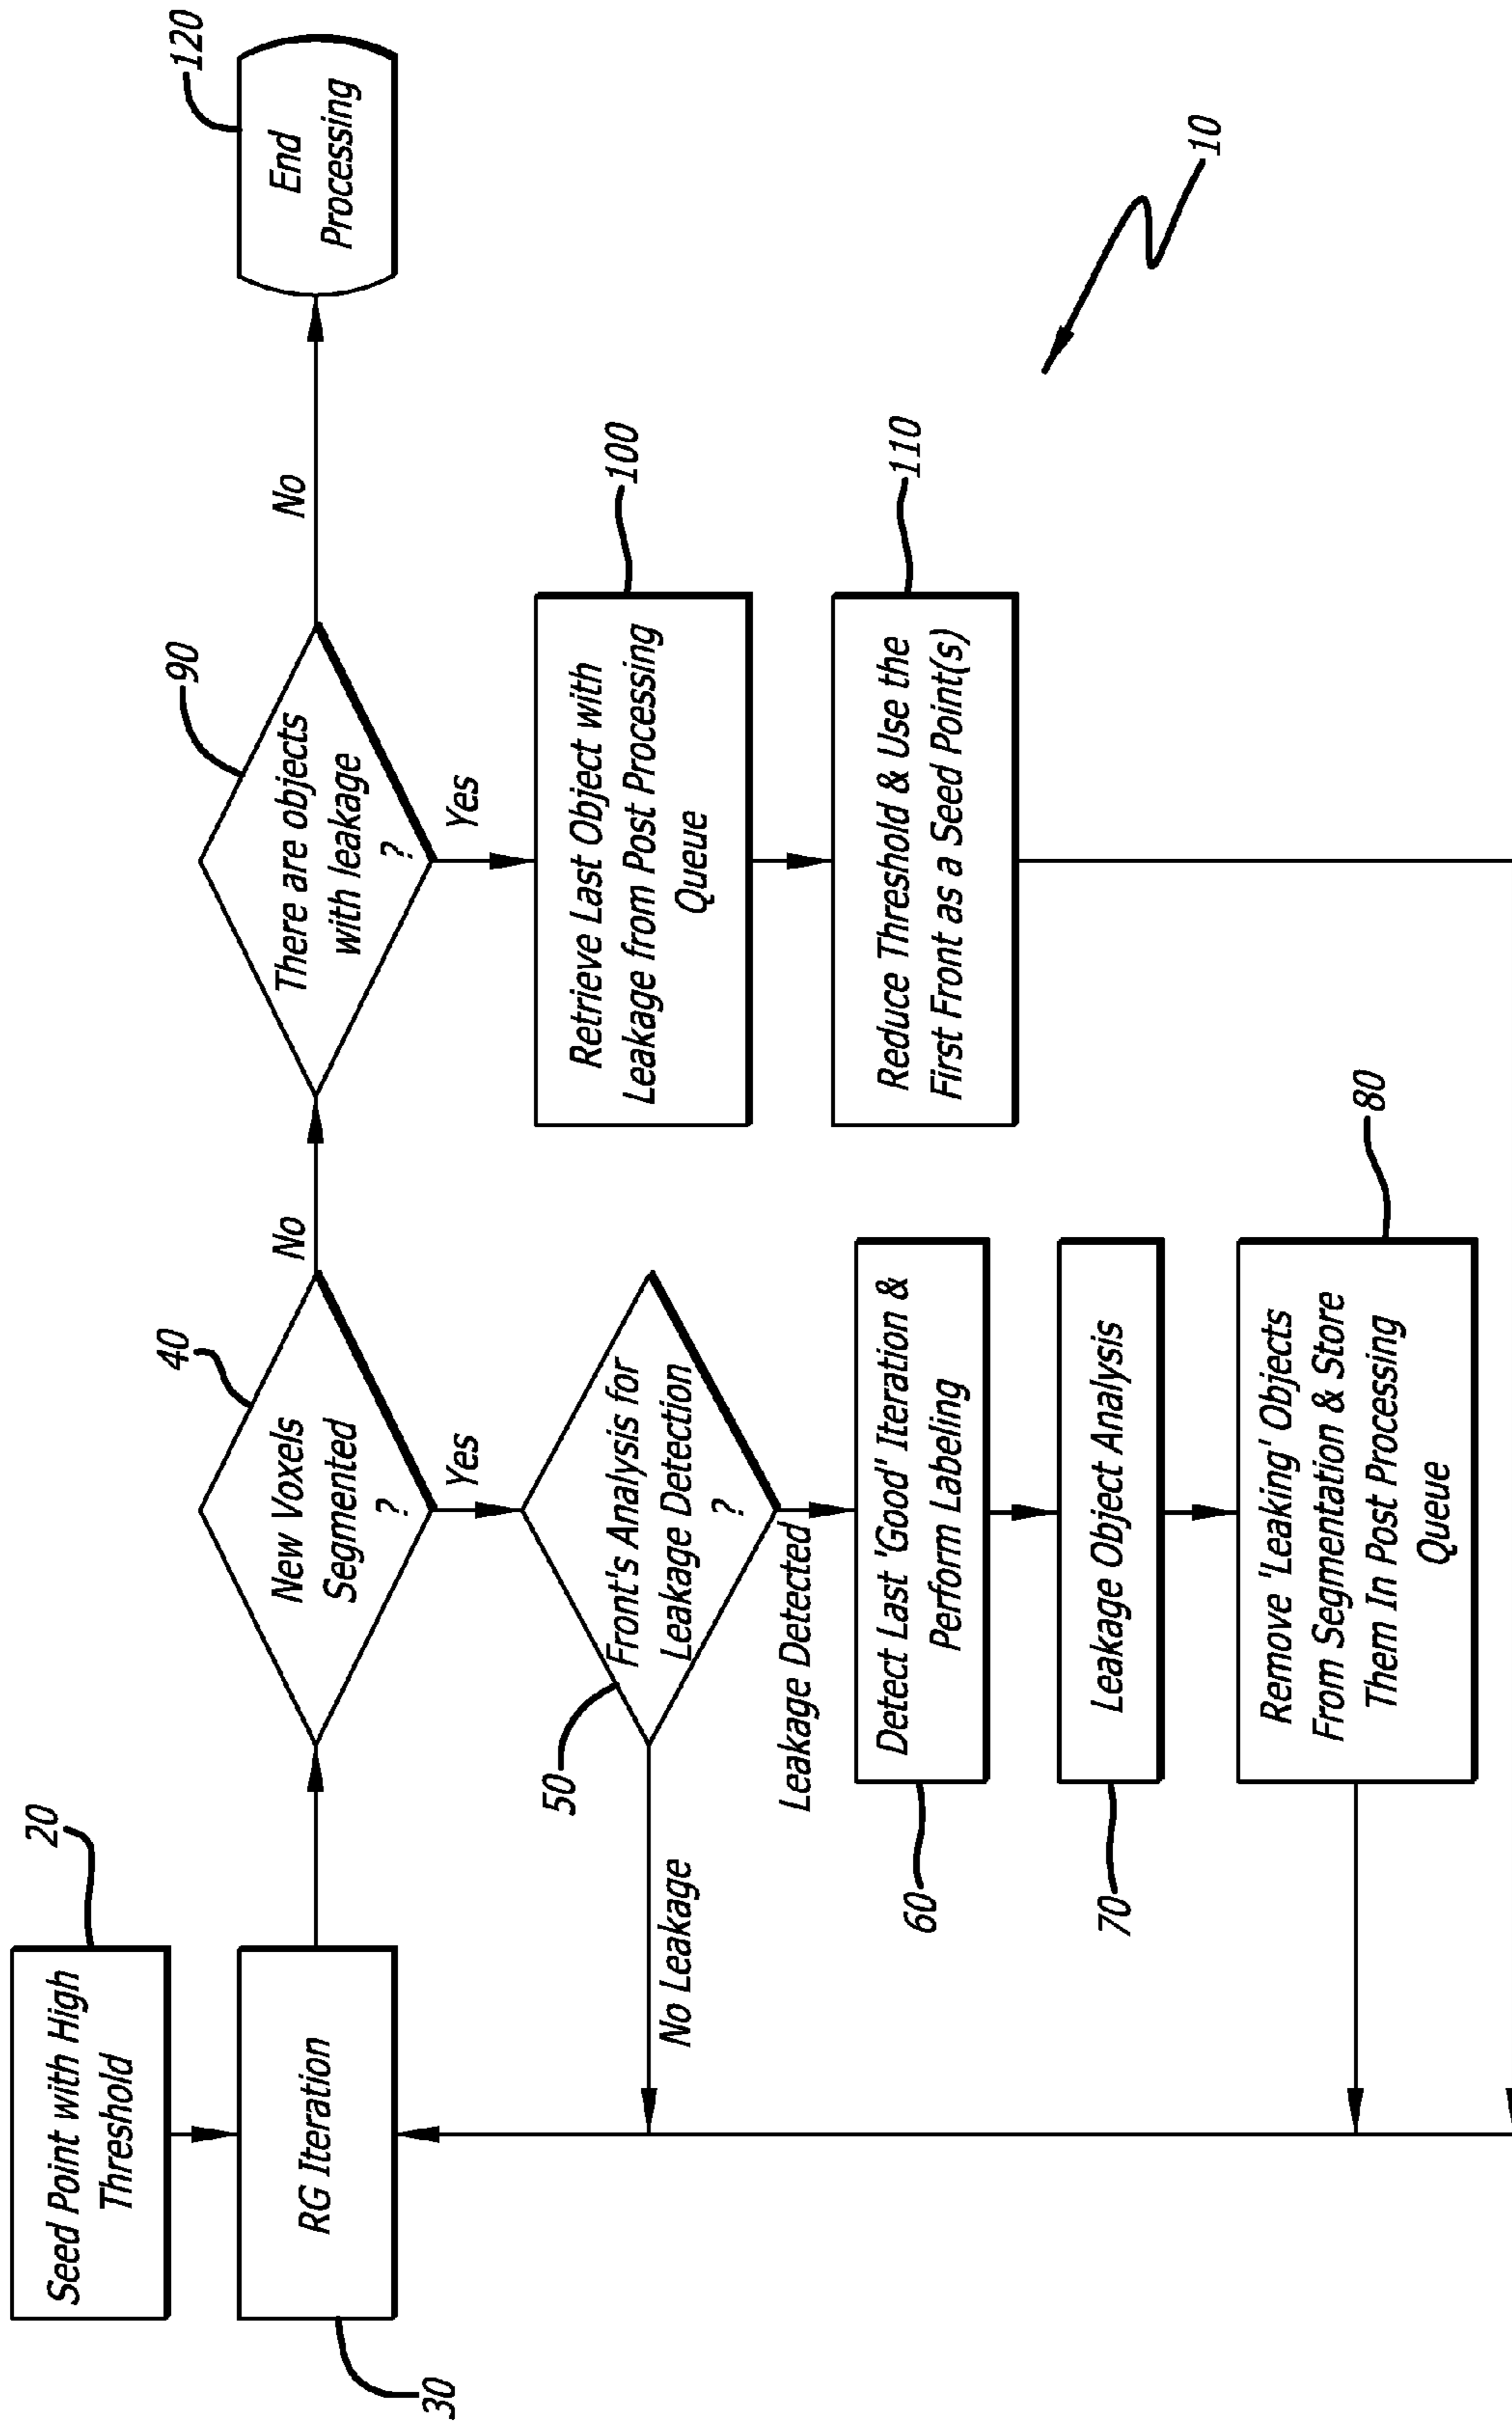 20
Seed Point with High
Threshold
30
RG Iteration
40
New Voxels
Segmented
?
No
Yes
90
There are objects
with leakage
?
No
Yes
120
End
Processing
50
Front's Analysis for
Leakage Detection
?
No Leakage
Leakage Detected
100
Retrieve Last Object with
Leakage from Post Processing
Queue
110
Reduce Threshold & Use the
First Front as a Seed Point(s)
60
Detect Last 'Good' Iteration &
Perform Labeling
70
Leakage Object Analysis
80
Remove 'Leaking' Objects
From Segmentation & Store
Them In Post Processing
Queue
10